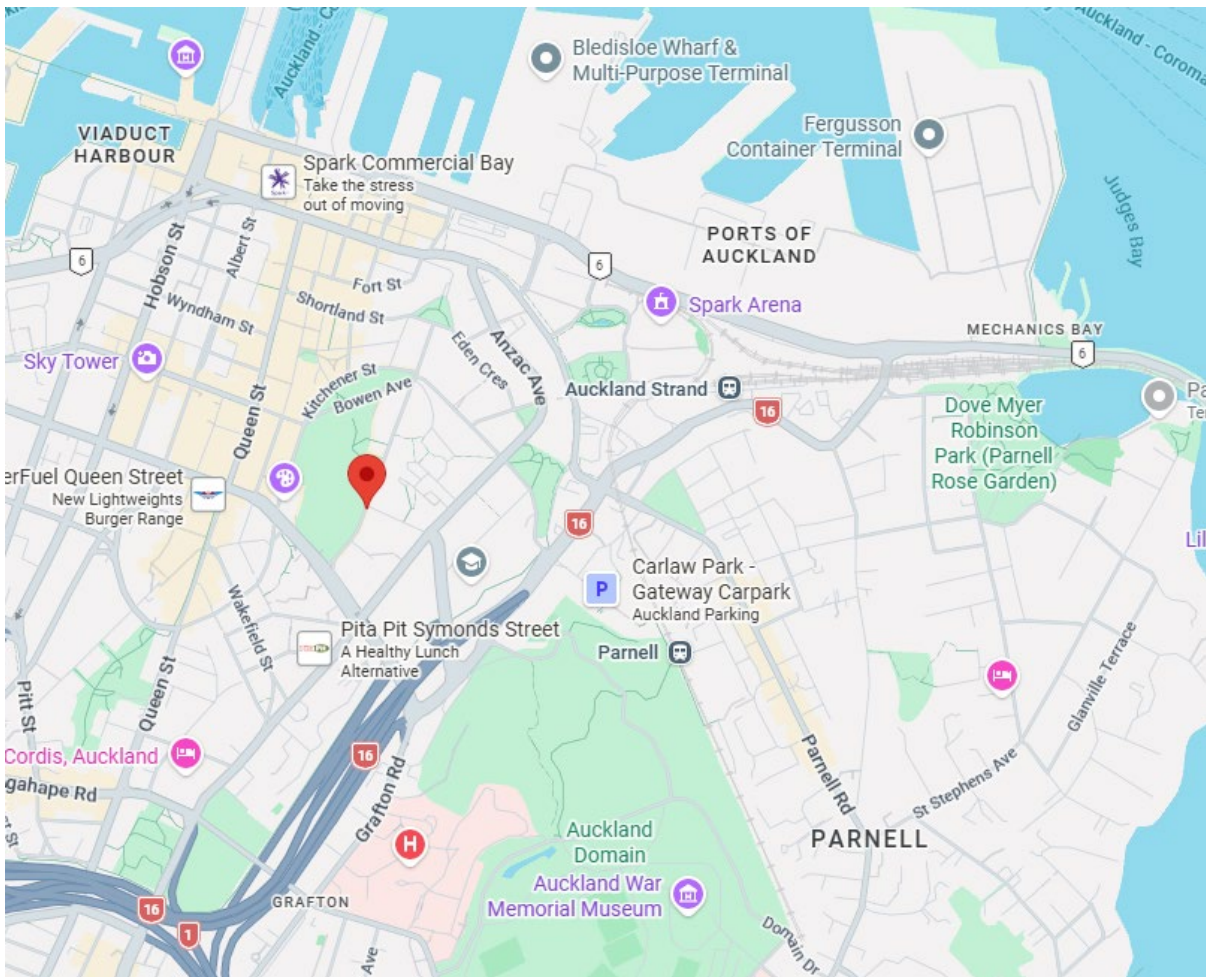 Auckland - Co
Auckland - Coroma
Bledisloe Wharf &
Multi-Purpose Terminal
VIADUCT
HARBOUR
Fergusson
Container Terminal
Spark Commercial Bay
Take the stress
out of moving
Judges Bay
6
Hobson St
Albert St
6
PORTS OF
AUCKLAND
Fort St
Wyndham St
Shortland St
Spark Arena
MECHANICS BAY
6
Sky Tower
Anzac Ave
Eden Cres
Kitchener St
Bowen Ave
Queen St
Auckland Strand
16
Dove Myer
Robinson
Park (Parnell
Rose Garden)
Pa
Te
erFuel Queen Street
New Lightweights
Burger Range
16
Lil
P
Carlaw Park -
Gateway Carpark
Auckland Parking
Wakefield St
Pita Pit Symonds Street
A Healthy Lunch
Alternative
Parnell
Glanville Terrace
Pitt St
Queen St
Cordis, Auckland
16
Grafton Rd
Parnell Rd
St Stephens Ave
gahape Rd
et St
H
Auckland
Domain
PARNELL
Auckland War
Memorial Museum
GRAFTON
16
1
Ave
Domain Dr